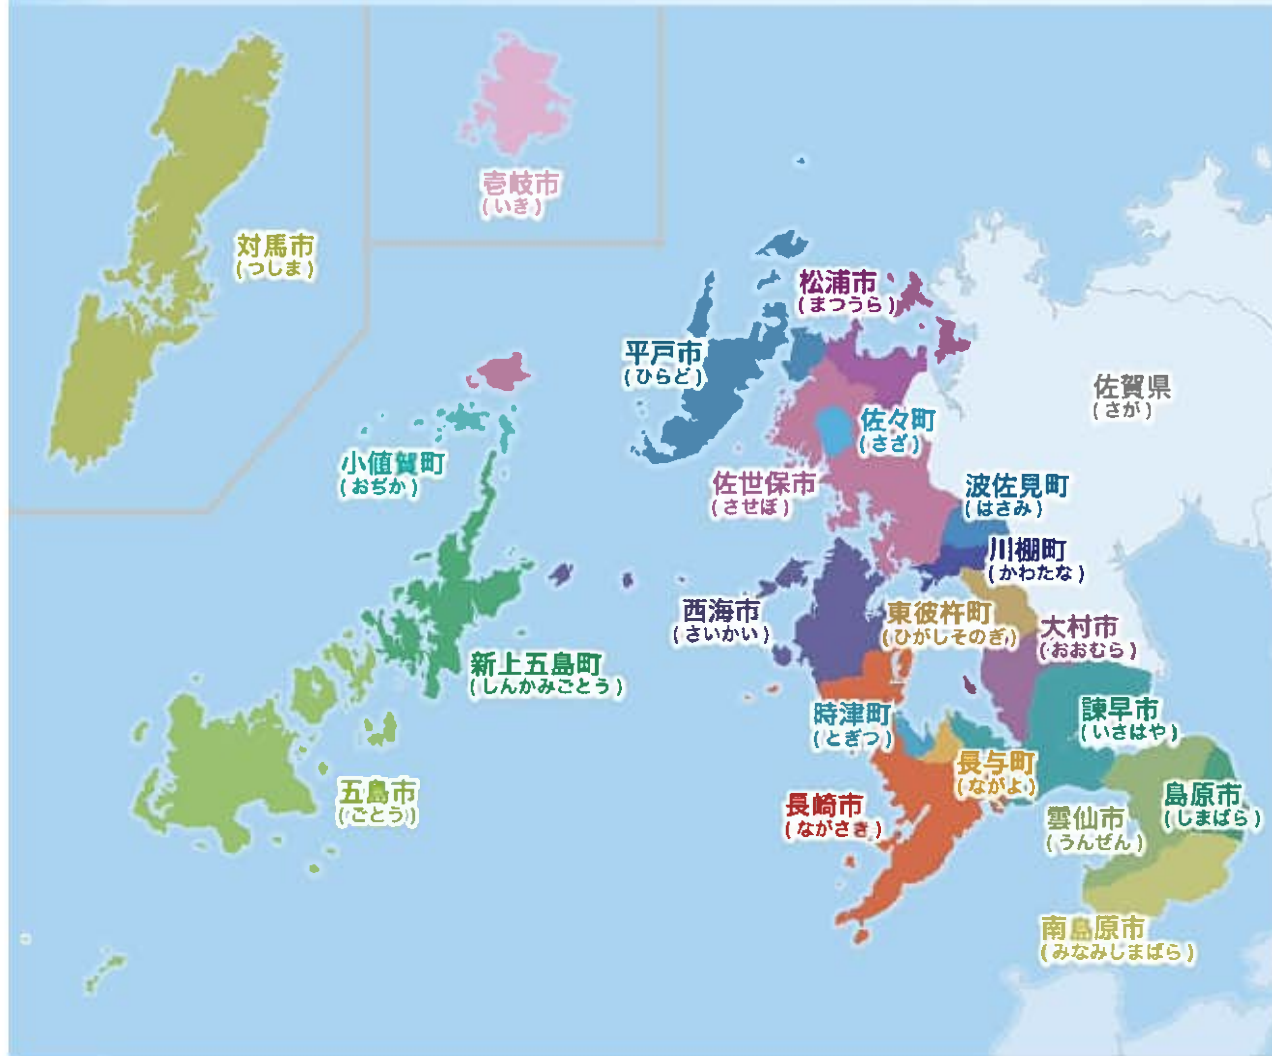 壱岐市
(いき)
対馬市
(つしま)
松浦市
(まつうら)
平戸市
(ひらど)
佐賀県
(さが)
佐々町
(さざ)
小値賀町
(おぢか)
佐世保市
(させぼ)
波佐見町
(はさみ)
川棚町
(かわたな)
西海市
(さいかい)
東彼杵町
(ひがしそのぎ)
大村市
(おおむら)
新上五島町
(しんかみごとう)
時津町
(とぎつ)
諫早市
(いさはや)
長与町
(ながよ)
五島市
(ごとう)
長崎市
(ながさき)
島原市
(しまばら)
雲仙市
(うんぜん)
南島原市
(みなみしまばら)